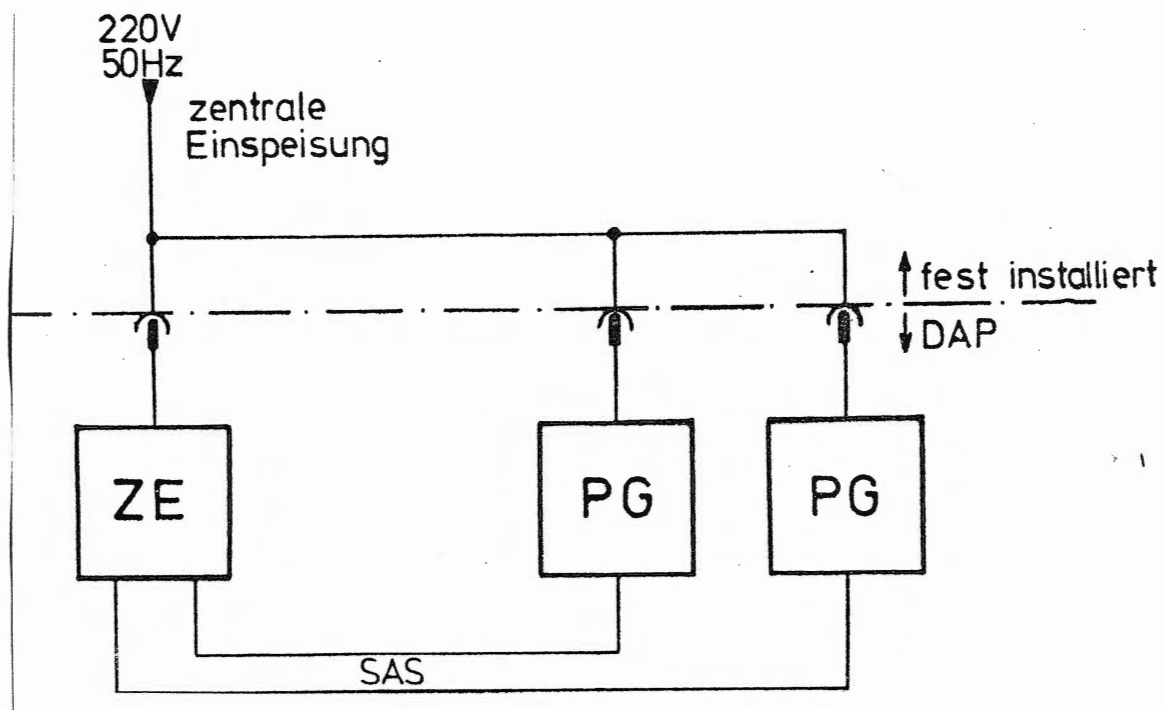 220V
50Hz
zentrale
Einspeisung
fest installiert
DAP
ZE
PG
PG
SAS